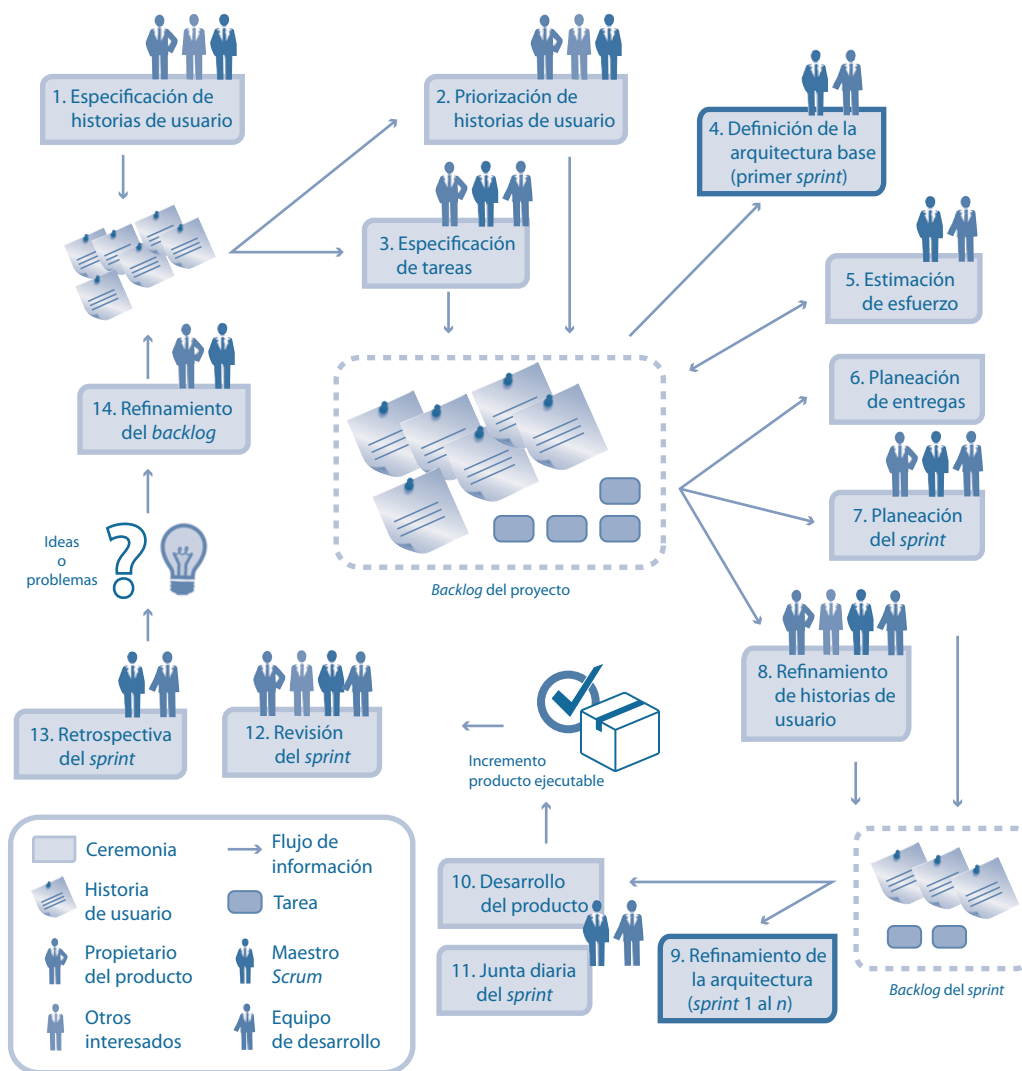 1. Especificación de
historias de usuario
2. Priorización de
historias de usuario
3. Especificación
de tareas
4. Definición de la
arquitectura base
(primer sprint)
5. Estimación
de esfuerzo
6. Planeación
de entregas
7. Planeación
del sprint
Backlog del proyecto
14. Refinamiento
del backlog
Ideas
o
problemas
8. Refinamiento
de historias de
usuario
13. Retrospectiva
del sprint
12. Revisión
del sprint
Incremento
producto ejecutable
10. Desarrollo
del producto
11. Junta diaria
del sprint
9. Refinamiento de
la arquitectura
(sprint 1 al n)
Backlog del sprint
Ceremonia
Flujo de
información
Historia
de usuario
Tarea
Propietario
del producto
Maestro
Scrum
Otros
interesados
Equipo
de desarrollo